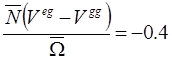 N̅(V^{eg} − V^{gg}) / Ω̅ = −0.4